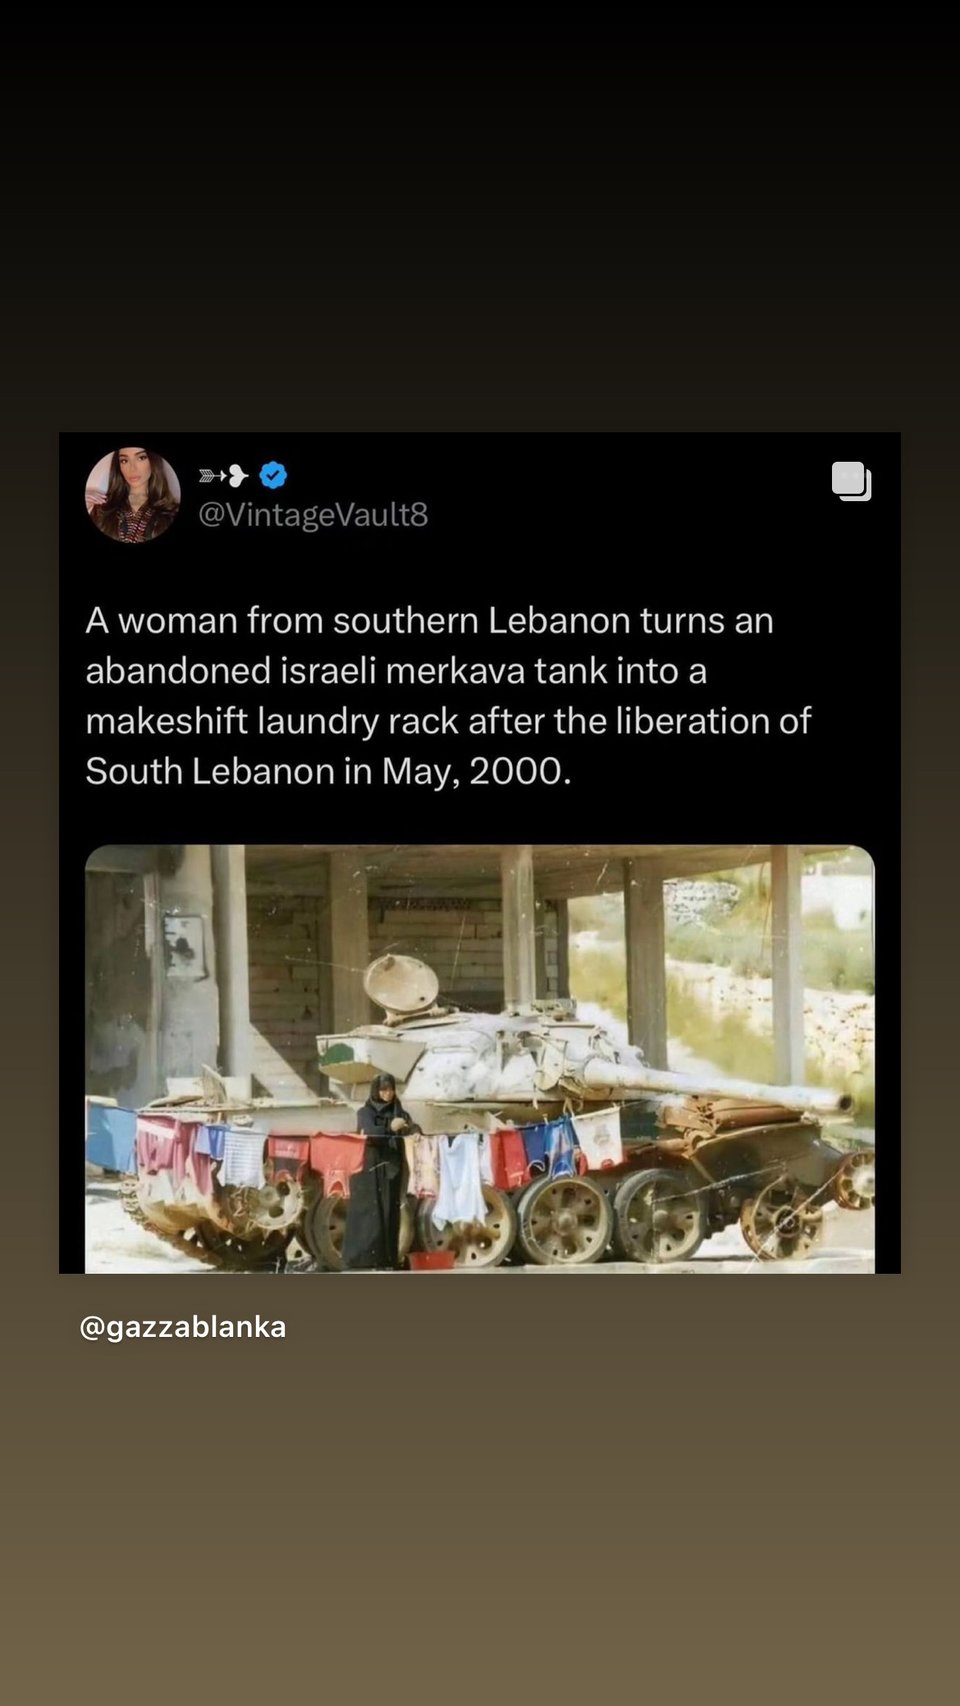 @VintageVault8
A woman from southern Lebanon turns an
abandoned israeli merkava tank into a
makeshift laundry rack after the liberation of
South Lebanon in May, 2000.
@gazzablanka